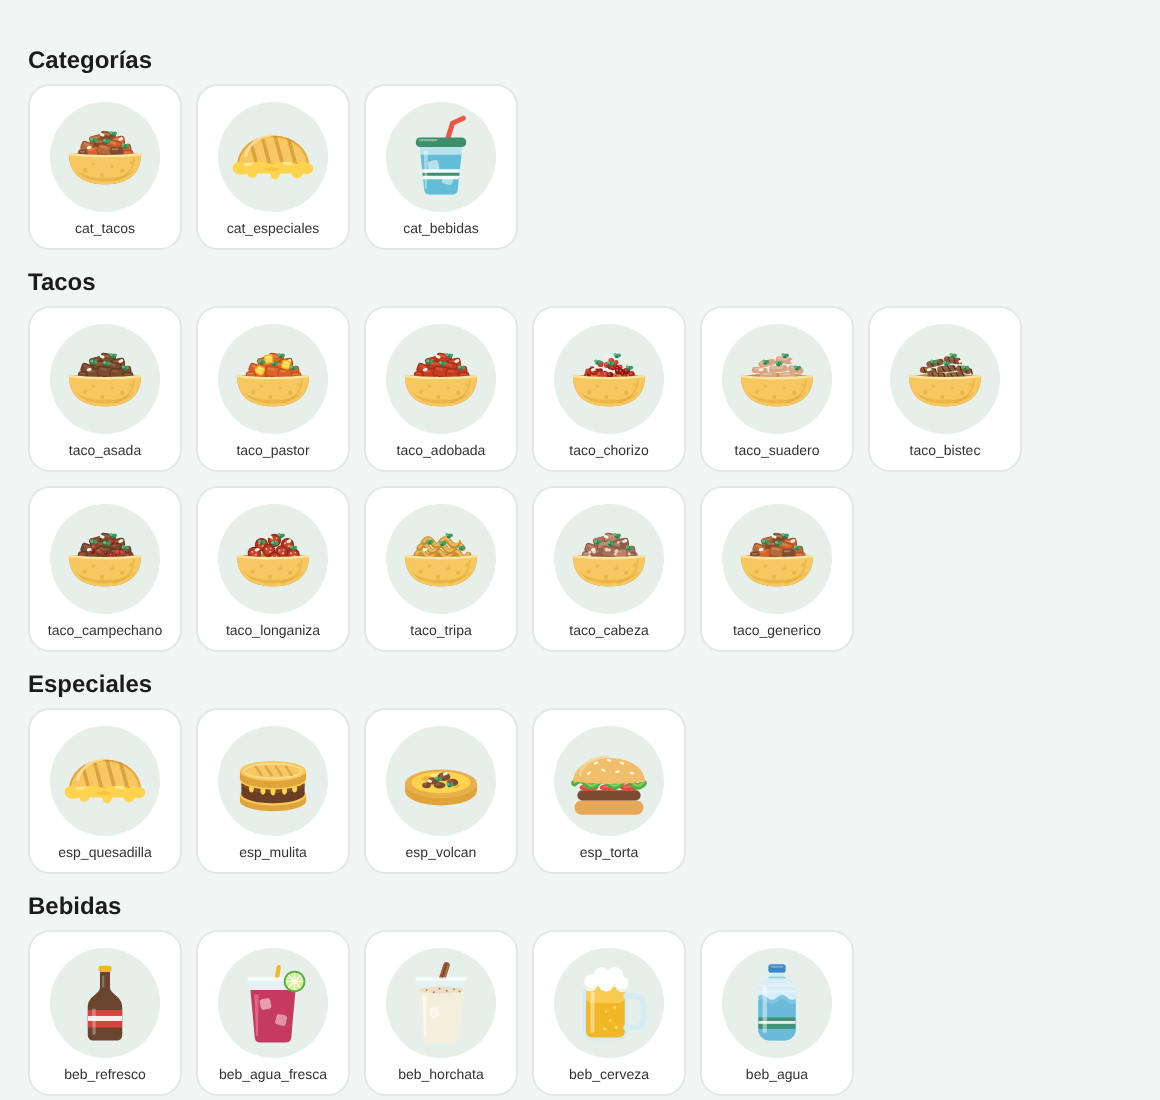 Categorías
cat_tacos
cat_especiales
cat_bebidas
Tacos
taco_asada
taco_pastor
taco_adobada
taco_chorizo
taco_suadero
taco_bistec
taco_campechano
taco_longaniza
taco_tripa
taco_cabeza
taco_generico
Especiales
esp_quesadilla
esp_mulita
esp_volcan
esp_torta
Bebidas
beb_refresco
beb_agua_fresca
beb_horchata
beb_cerveza
beb_agua